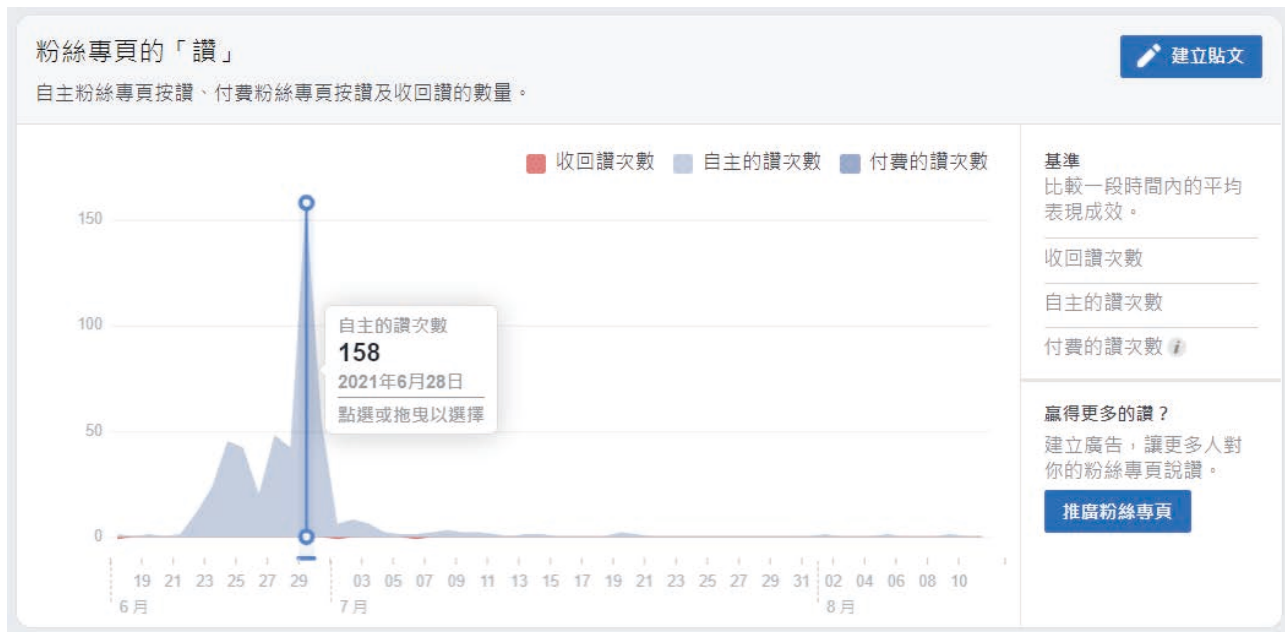 粉絲專頁的「讚」
建立貼文
自主粉絲專頁按讚、付費粉絲專頁按讚及收回讚的數量。
收回讚次數 自主的讚次數 付費的讚次數
150
100
50
0
自主的讚次數
158
2021年6月28日
點選或拖曳以選擇
19 21 23 25 27 29 03 05 07 09 11 13 15 17 19 21 23 25 27 29 31 02 04 06 08 10
6月 7月 8月
基準
比較一段時間內的平均
表現成效。
收回讚次數
自主的讚次數
付費的讚次數 i
贏得更多的讚？
建立廣告，讓更多人對
你的粉絲專頁說讚。
推廣粉絲專頁